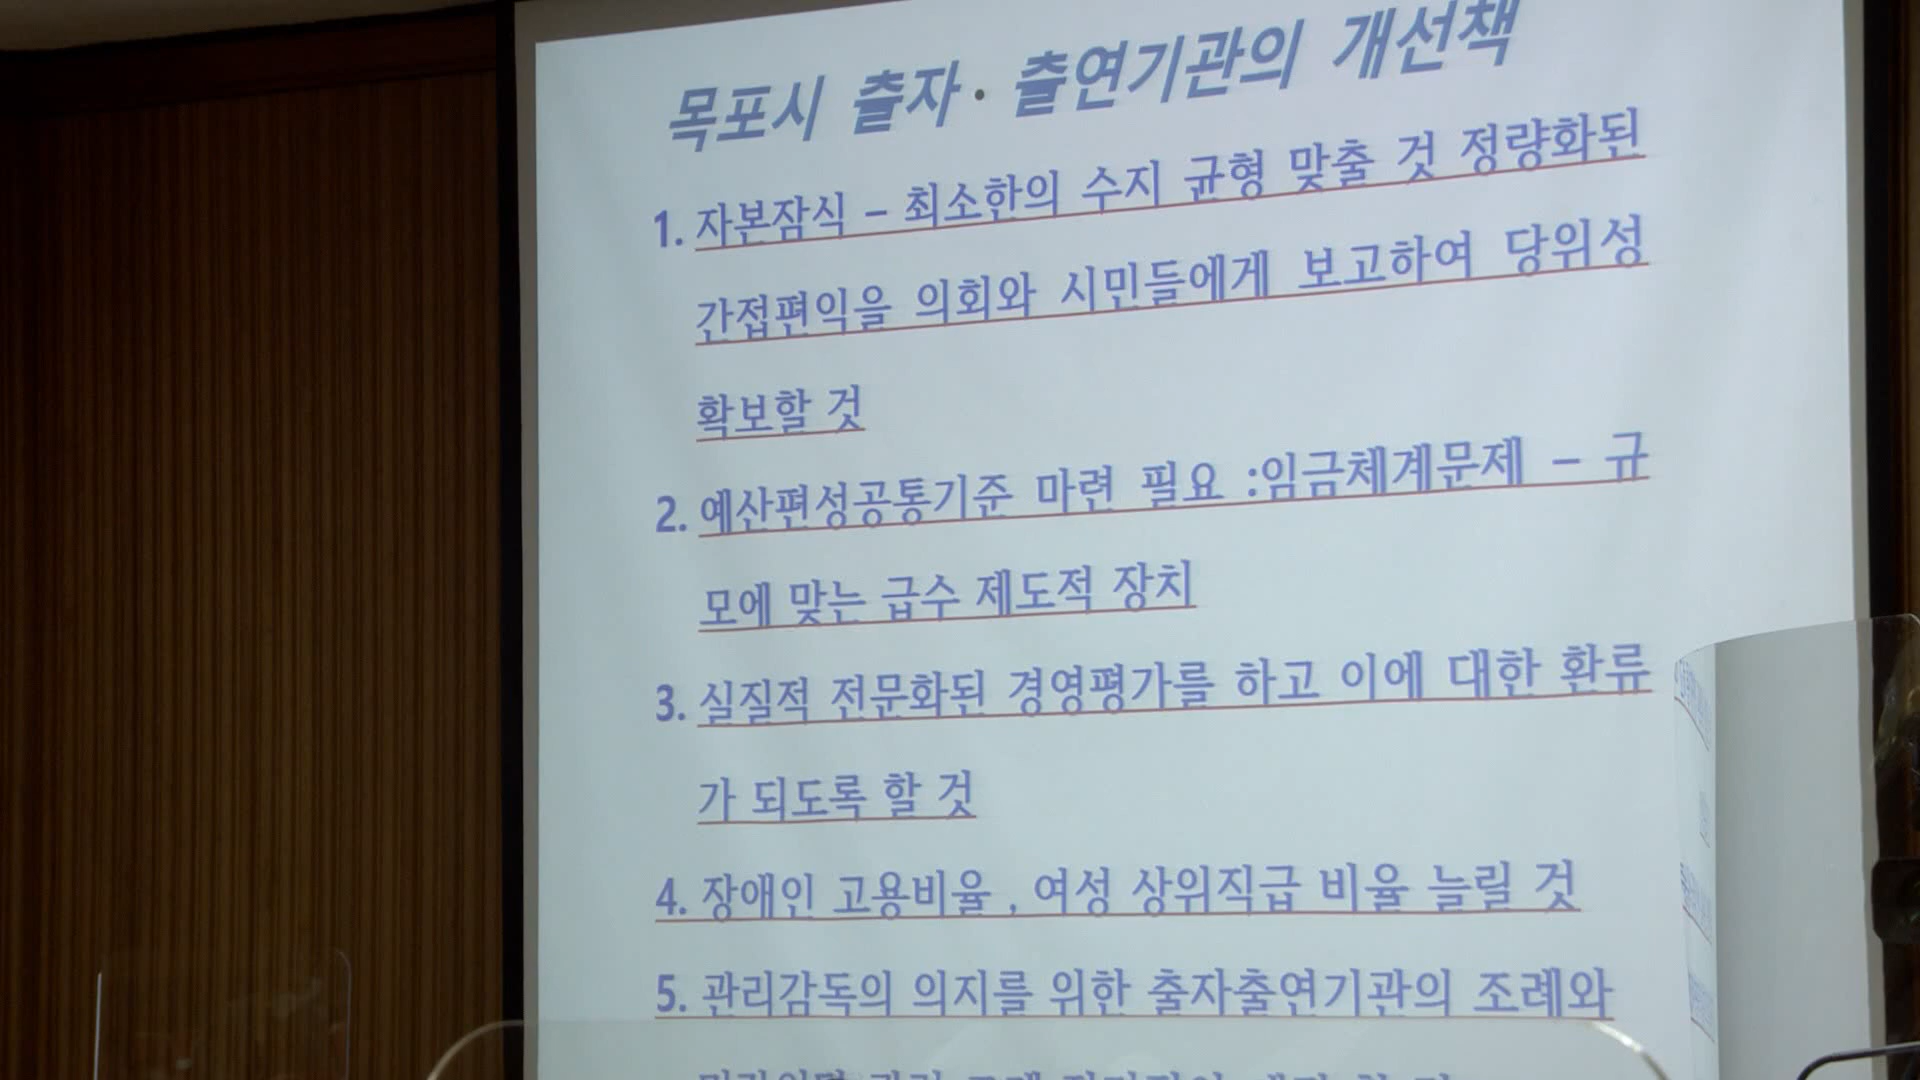 목포시 출자· 출연기관의 개선책
1. 자본잠식 – 최소한의 수지 균형 맞출 것 정량화된
간접편익을 의회와 시민들에게 보고하여 당위성
확보할 것
2. 예산편성공통기준 마련 필요 :임금체계문제 – 규
모에 맞는 급수 제도적 장치
3. 실질적 전문화된 경영평가를 하고 이에 대한 환류
가 되도록 할 것
4. 장애인 고용비율 , 여성 상위직급 비율 늘릴 것
5. 관리감독의 의지를 위한 출자출연기관의 조례와